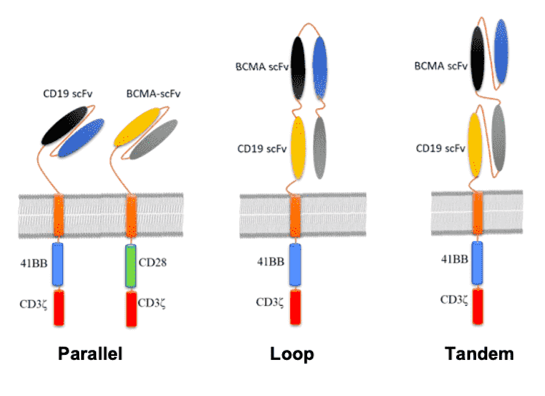 CD19 scFv
BCMA-scFv
41BB
CD28
CD3ζ
CD3ζ
Parallel
BCMA scFv
CD19 scFv
41BB
CD3ζ
Loop
BCMA scFv
CD19 scFv
41BB
CD3ζ
Tandem